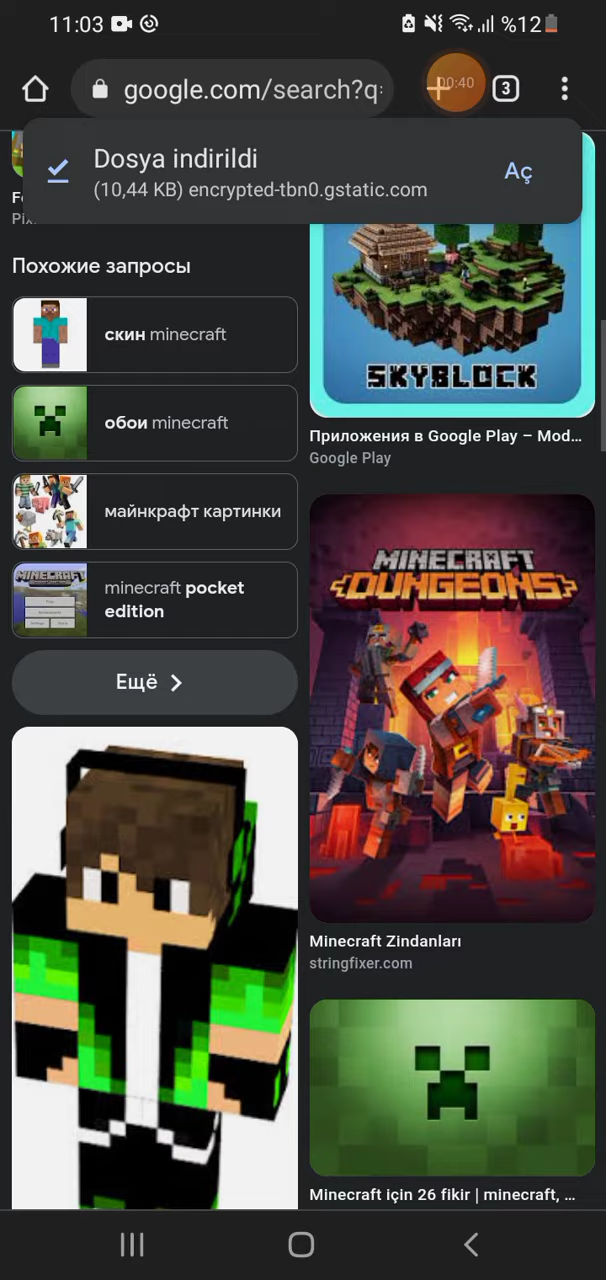 11:03
%12
google.com/search?q:
00:40
3
Dosya indirildi
(10,44 KB) encrypted-tbn0.gstatic.com
Aç
Похожие запросы
скин minecraft
обои minecraft
майнкрафт картинки
MINECRAFT
minecraft pocket
edition
Ещё
SKYBLOCK
Приложения в Google Play – Mod…
Google Play
MINECRAFT
DUNGEONS
Minecraft Zindanları
stringfixer.com
Minecraft için 26 fikir | minecraft, …